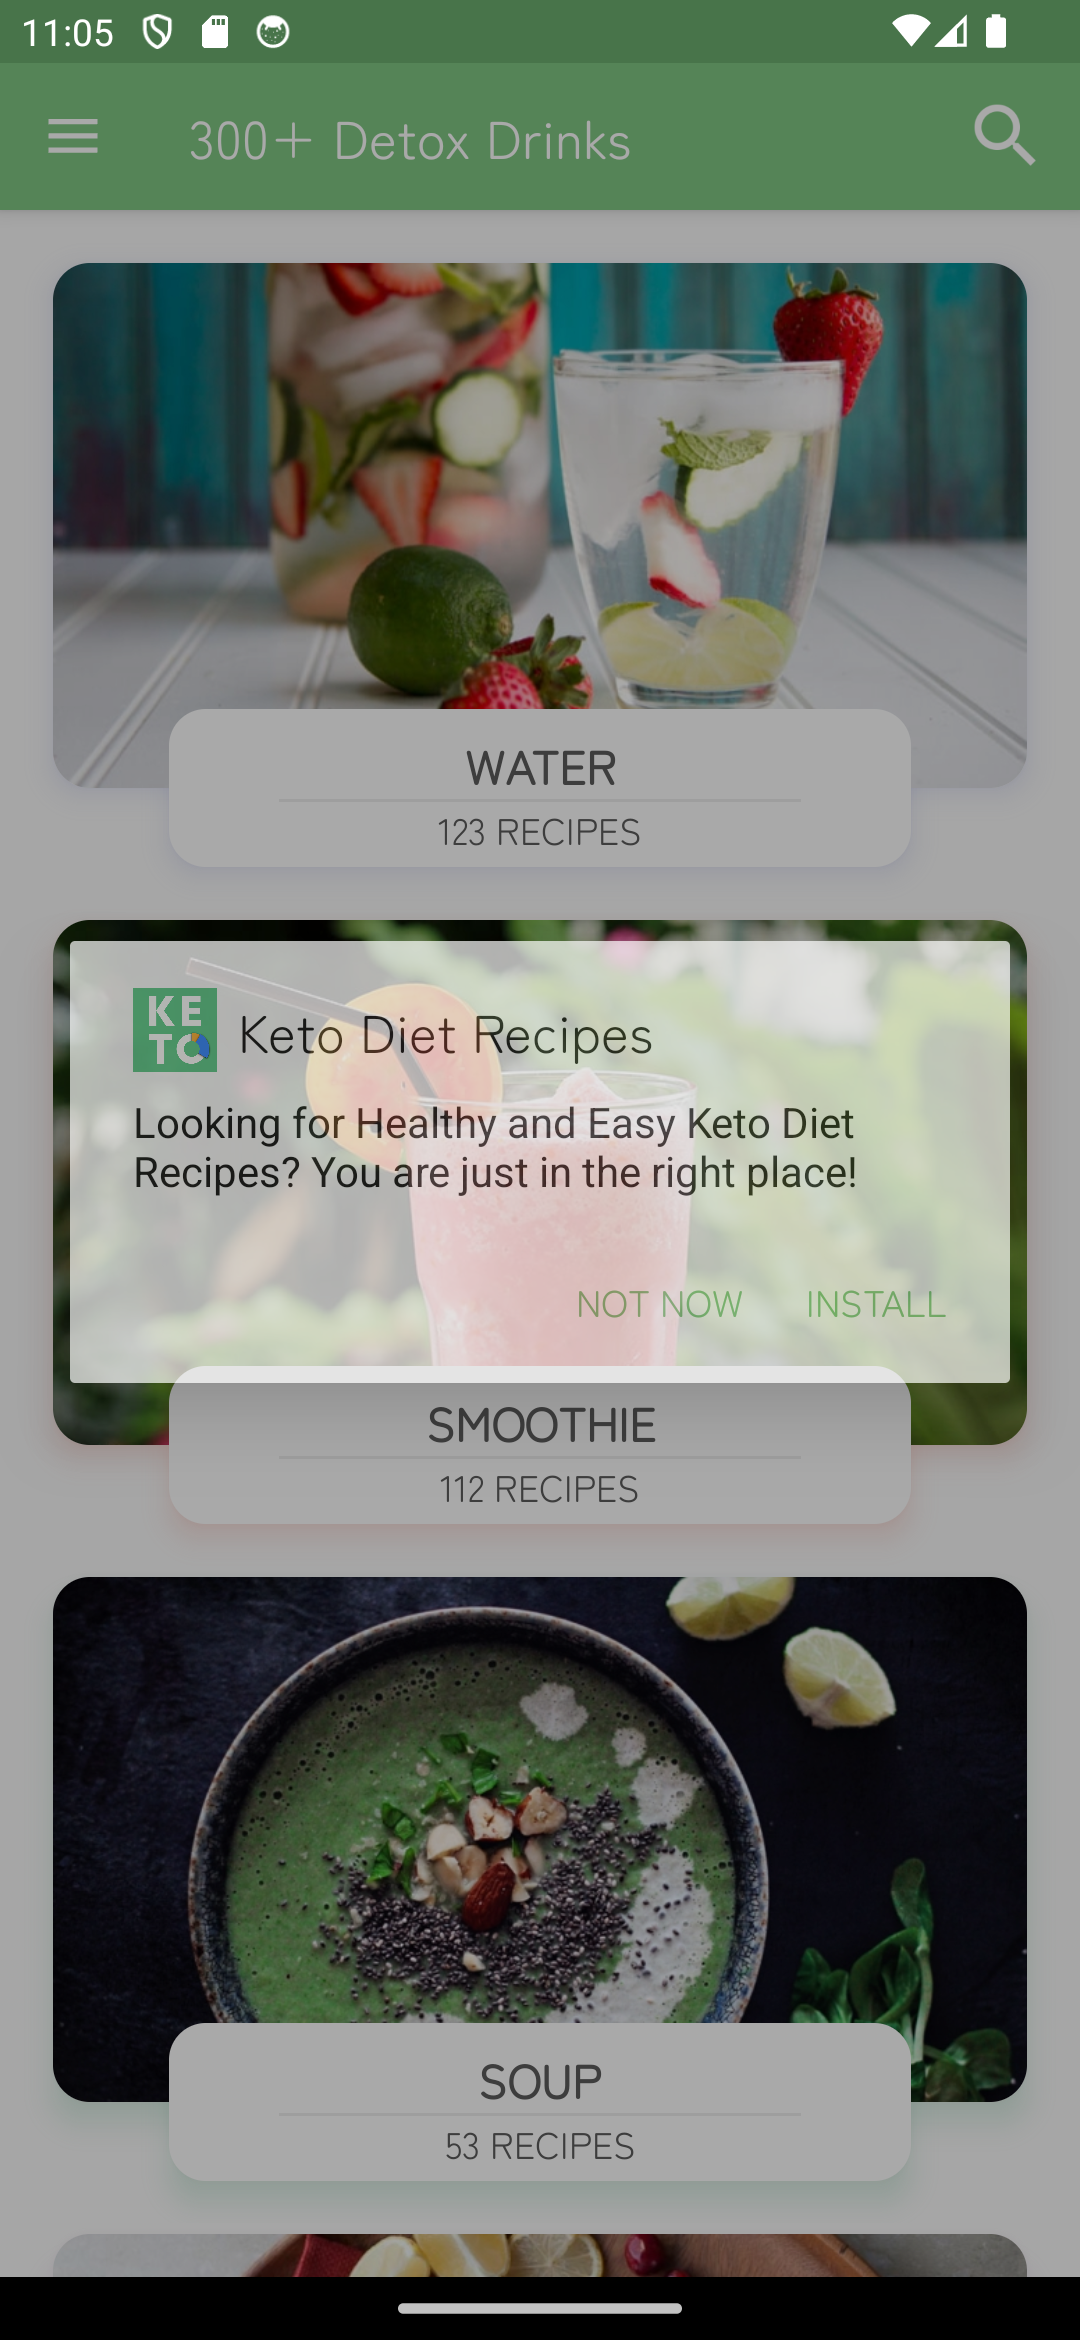 11:05
300+ Detox Drinks
WATER
123 RECIPES
KE
TO
Keto Diet Recipes
Looking for Healthy and Easy Keto Diet
Recipes? You are just in the right place!
NOT NOW INSTALL
SMOOTHIE
112 RECIPES
SOUP
53 RECIPES